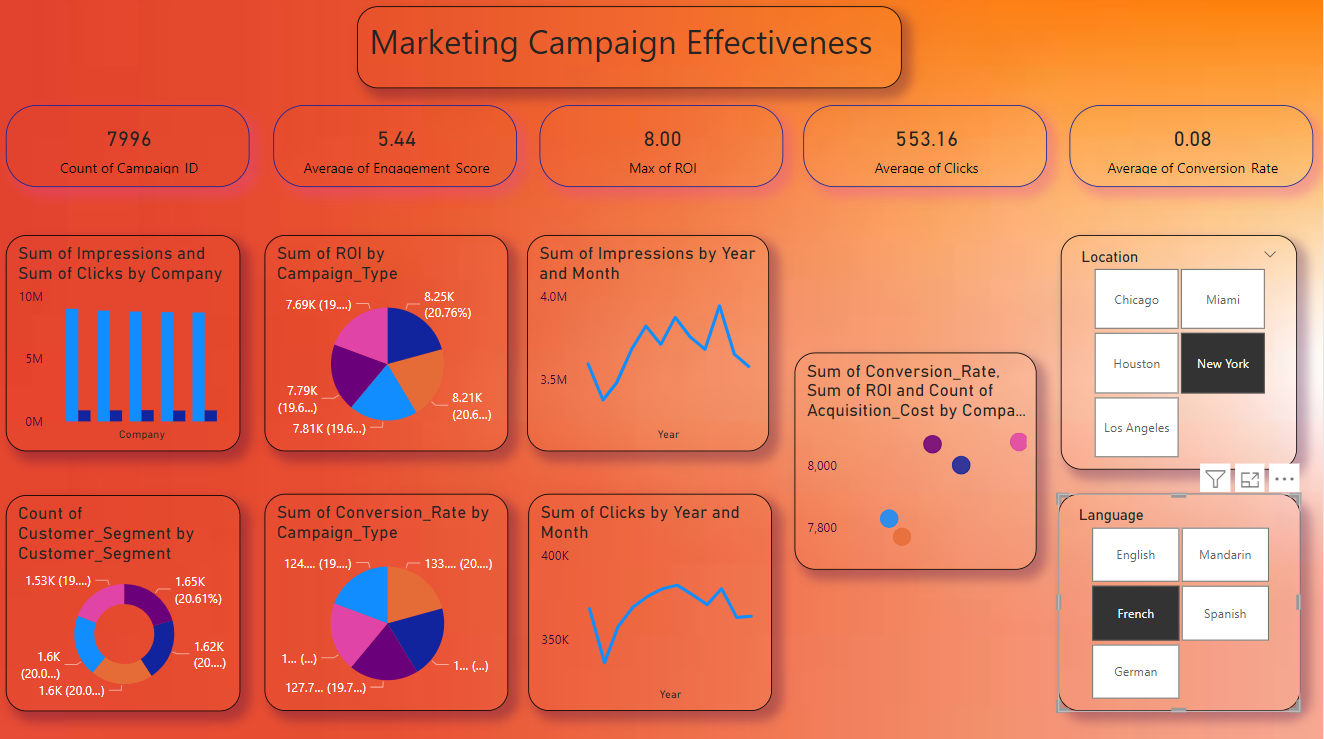 Marketing Campaign Effectiveness
7996
Count of Campaign_ID
5.44
Average of Engagement_Score
8.00
Max of ROI
553.16
Average of Clicks
0.08
Average of Conversion_Rate
Sum of Impressions and
Sum of Clicks by Company
10M
5M
0M
Company
Sum of ROI by
Campaign_Type
7.69K (19....)
8.25K
(20.76%)
7.79K
(19.6...)
8.21K
(20.6...)
7.81K (19.6...)
Sum of Impressions by Year
and Month
4.0M
3.5M
Year
Sum of Conversion_Rate,
Sum of ROI and Count of
Acquisition_Cost by Compa...
8,000
7,800
Location
Chicago
Miami
Houston
New York
Los Angeles
Count of
Customer_Segment by
Customer_Segment
1.53K (19....)
1.65K
(20.61%)
1.62K
(20....)
1.6K
(20.0...)
1.6K (20.0...)
Sum of Conversion_Rate by
Campaign_Type
124.... (19....)
133.... (20....)
1... (...)
1... (...)
127.7... (19.7...)
Sum of Clicks by Year and
Month
400K
350K
Year
Language
English
Mandarin
French
Spanish
German